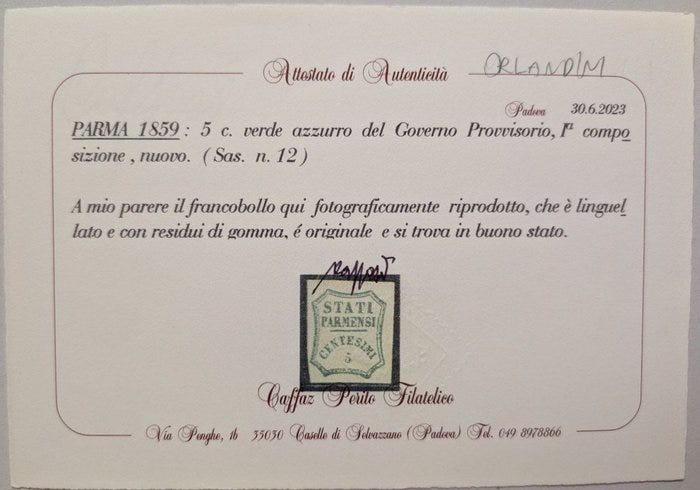 Attestato di Autenticità
ORLANDINI
Padova 30.6.2023
PARMA 1859 : 5 c. verde azzurro del Governo Provvisorio, Iª compo
sizione , nuovo. ( Sas. n. 12 )
A mio parere il francobollo qui fotograficamente riprodotto, che è linguel
lato e con residui di gomma, é originale e si trova in buono stato.
STATI
PARMENSI
CENTESIMI
5
Caffaz Perito Filatelico
Via Penghe, 16 35030 Caselle di Selvazzano (Padova) Tel. 049 8978866